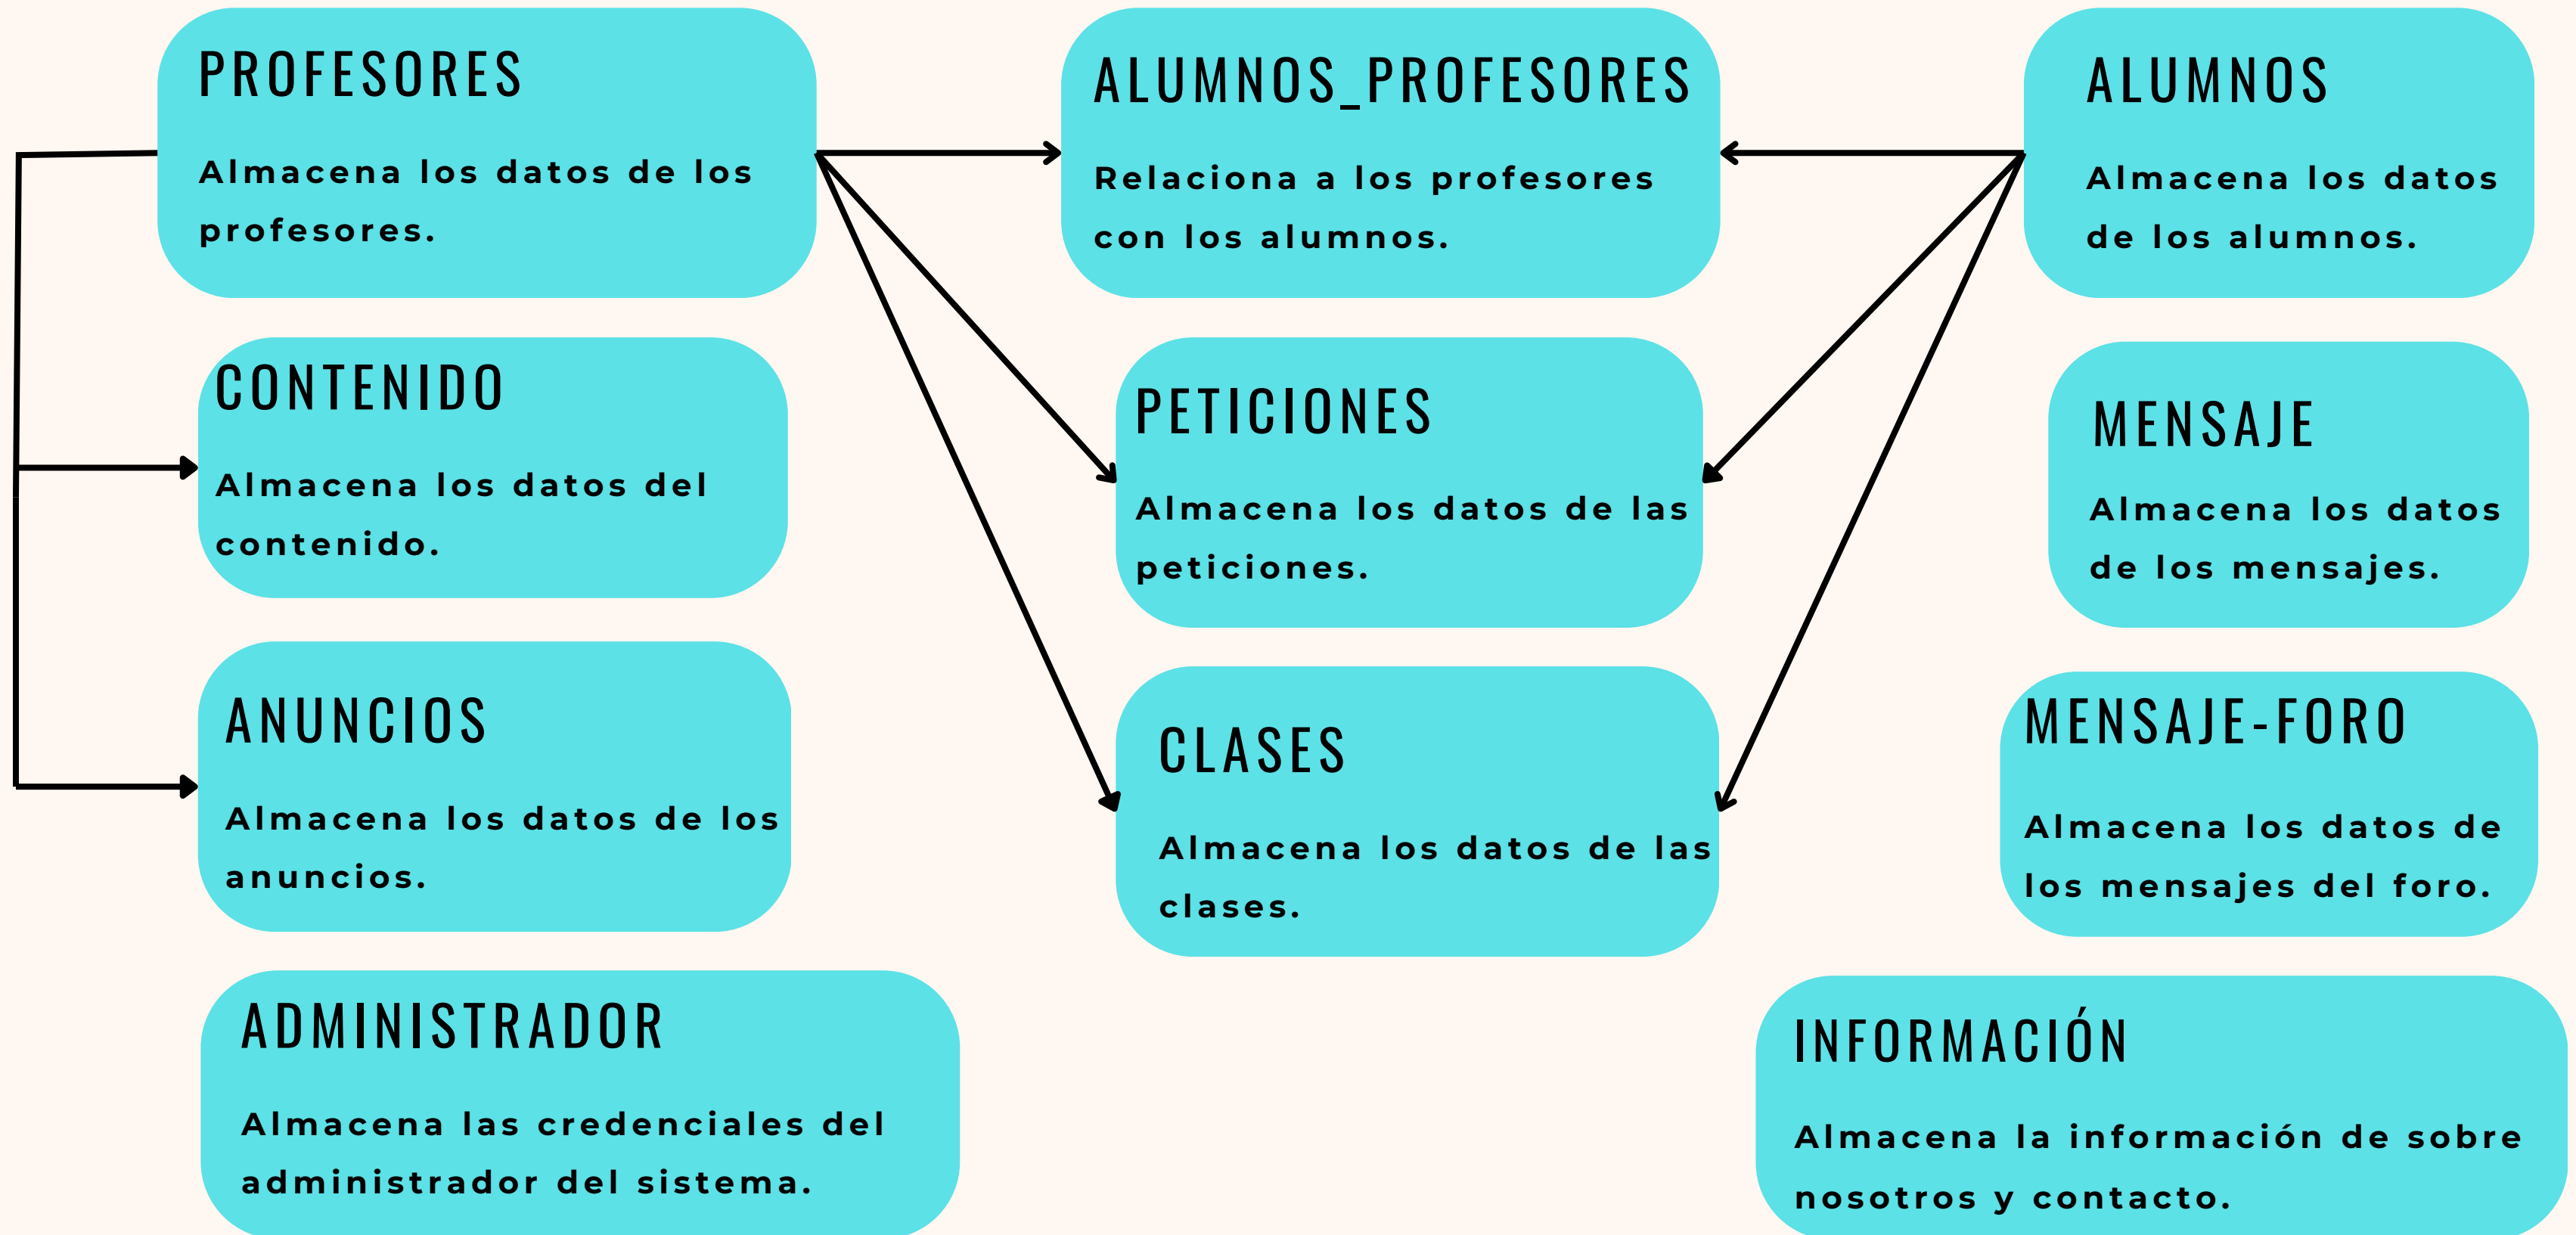 PROFESORES
Almacena los datos de los
profesores.
ALUMNOS_PROFESORES
Relaciona a los profesores
con los alumnos.
ALUMNOS
Almacena los datos
de los alumnos.
CONTENIDO
Almacena los datos del
contenido.
PETICIONES
Almacena los datos de las
peticiones.
MENSAJE
Almacena los datos
de los mensajes.
ANUNCIOS
Almacena los datos de los
anuncios.
CLASES
Almacena los datos de las
clases.
MENSAJE-FORO
Almacena los datos de
los mensajes del foro.
ADMINISTRADOR
Almacena las credenciales del
administrador del sistema.
INFORMACIÓN
Almacena la información de sobre
nosotros y contacto.